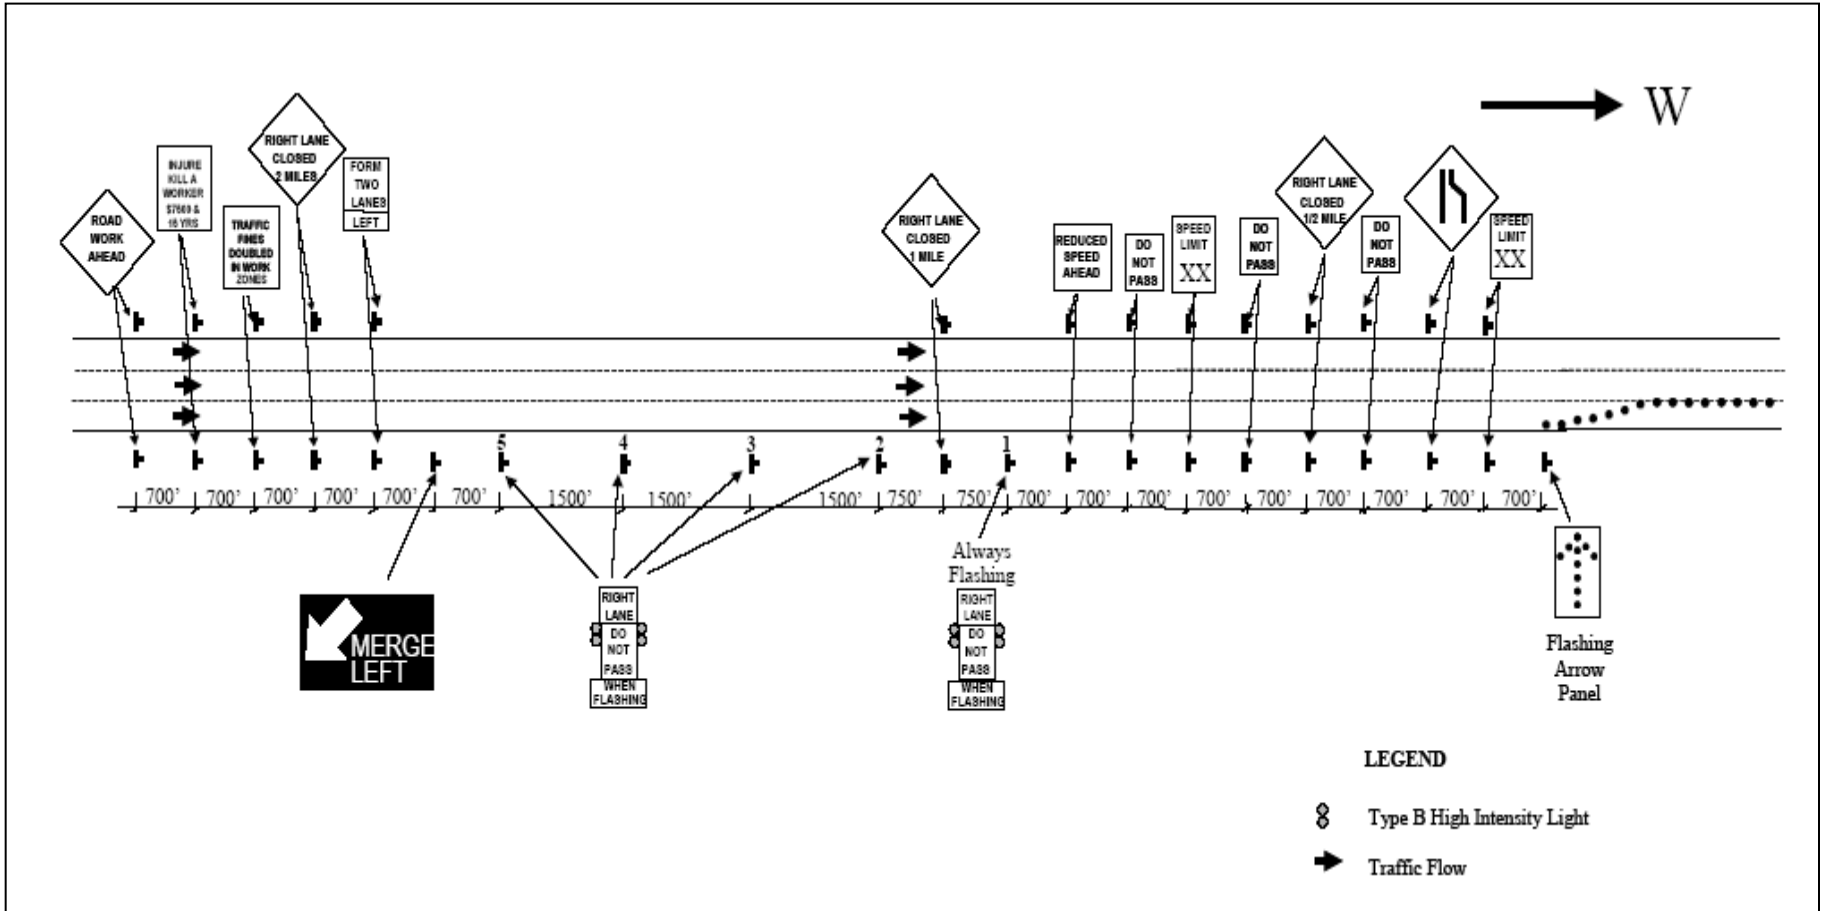 W
ROAD
WORK
AHEAD
INJURE
KILL A
WORKER
$7500 &
15 YRS
TRAFFIC
FINES
DOUBLED
IN WORK
ZONES
RIGHT LANE
CLOSED
2 MILES
FORM
TWO
LANES
LEFT
RIGHT LANE
CLOSED
1 MILE
REDUCED
SPEED
AHEAD
DO
NOT
PASS
SPEED
LIMIT
XX
DO
NOT
PASS
RIGHT LANE
CLOSED
1/2 MILE
DO
NOT
PASS
SPEED
LIMIT
XX
5 4 3 2 1
700' 700' 700' 700' 700' 700' 1500' 1500' 1500' 750' 750' 700' 700' 700' 700' 700' 700' 700' 700' 700'
MERGE
LEFT
RIGHT
LANE
DO
NOT
PASS
WHEN
FLASHING
Always
Flashing
RIGHT
LANE
DO
NOT
PASS
WHEN
FLASHING
Flashing
Arrow
Panel
LEGEND
Type B High Intensity Light
Traffic Flow